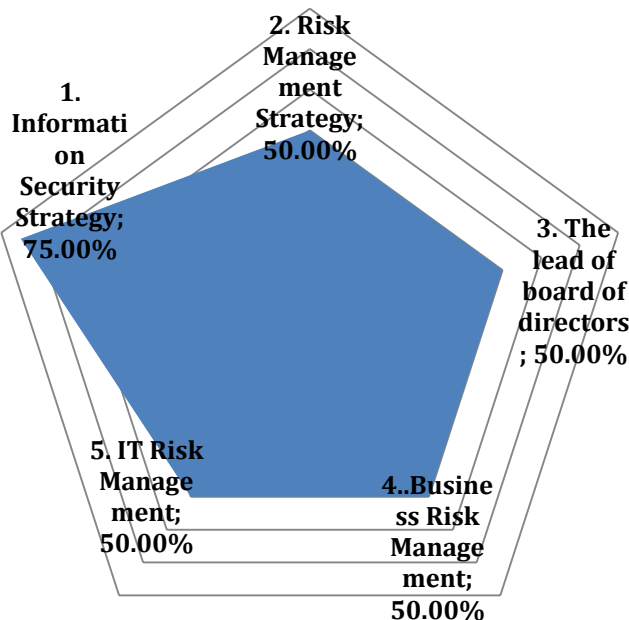 2. Risk
Manage
ment
Strategy;
50.00%
1.
Informati
on
Security
Strategy;
75.00%
3. The
lead of
board of
directors
; 50.00%
4..Busine
ss Risk
Manage
ment;
50.00%
5. IT Risk
Manage
ment;
50.00%